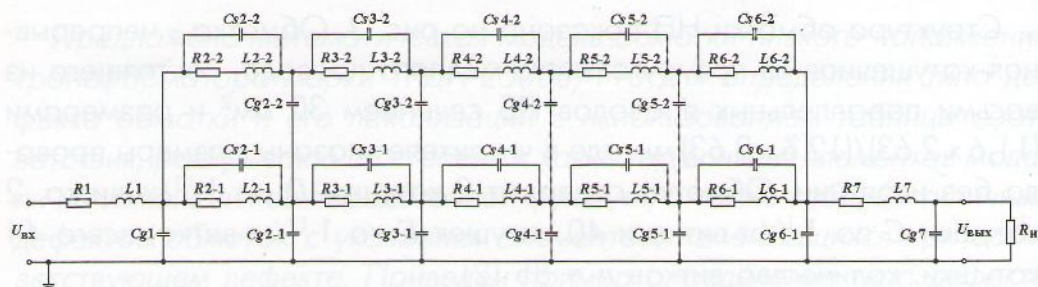 Cs2-2 Cs3-2 Cs4-2 Cs5-2 Cs6-2
R2-2 L2-2 R3-2 L3-2 R4-2 L4-2 R5-2 L5-2 R6-2 L6-2
Cg2-2 Cg3-2 Cg4-2 Cg5-2
Cs2-1 Cs3-1 Cs4-1 Cs5-1 Cs6-1
R1 L1 R2-1 L2-1 R3-1 L3-1 R4-1 L4-1 R5-1 L5-1 R6-1 L6-1 R7 L7
Uвх Cg1 Cg2-1 Cg3-1 Cg4-1 Cg5-1 Cg6-1 Cg7 UВЫХ RИ